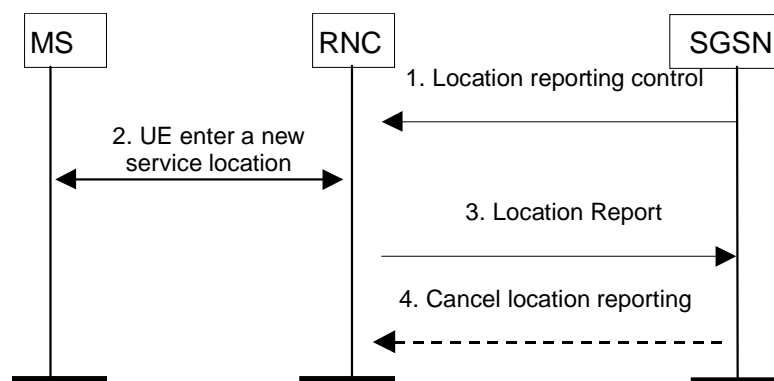 MS
RNC
SGSN
1. Location reporting control
2. UE enter a new
service location
3. Location Report
4. Cancel location reporting